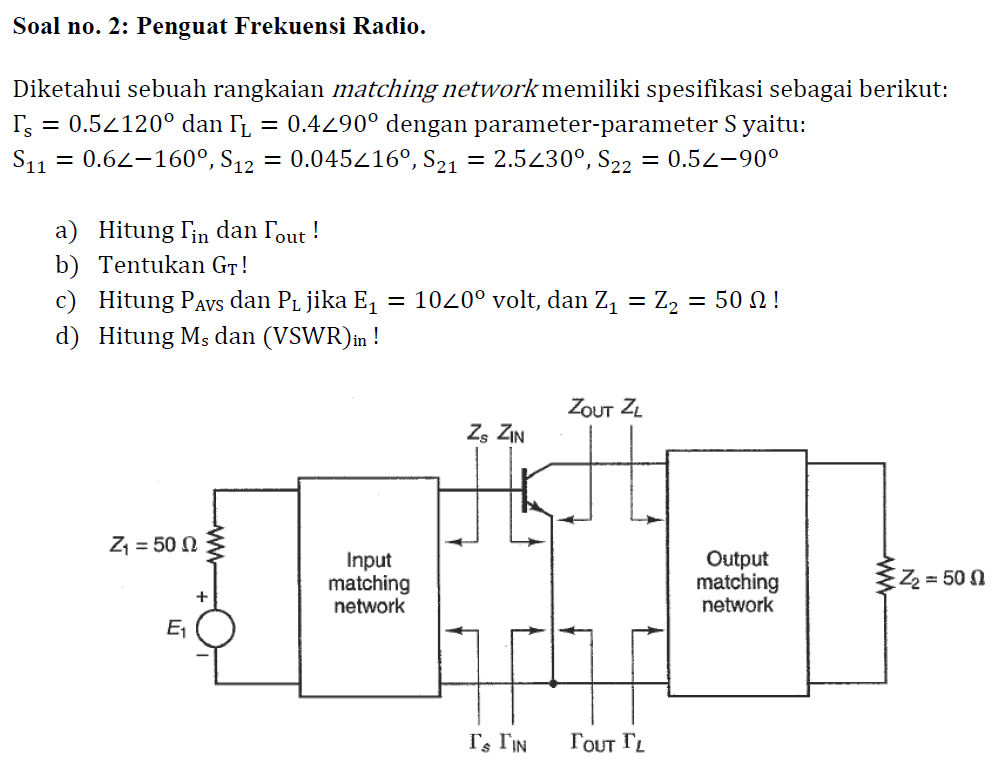 Soal no. 2: Penguat Frekuensi Radio.
Diketahui sebuah rangkaian matching network memiliki spesifikasi sebagai berikut:
Γs = 0.5∠120° dan ΓL = 0.4∠90° dengan parameter-parameter S yaitu:
S11 = 0.6∠−160°, S12 = 0.045∠16°, S21 = 2.5∠30°, S22 = 0.5∠−90°
a) Hitung Γin dan Γout !
b) Tentukan GT!
c) Hitung PAVS dan PL jika E1 = 10∠0° volt, dan Z1 = Z2 = 50 Ω !
d) Hitung Ms dan (VSWR)in !
ZOUT ZL
Zs ZIN
Z1 = 50 Ω
Input
matching
network
Output
matching
network
Z2 = 50 Ω
+
E1
−
Γs ΓIN
ΓOUT ΓL